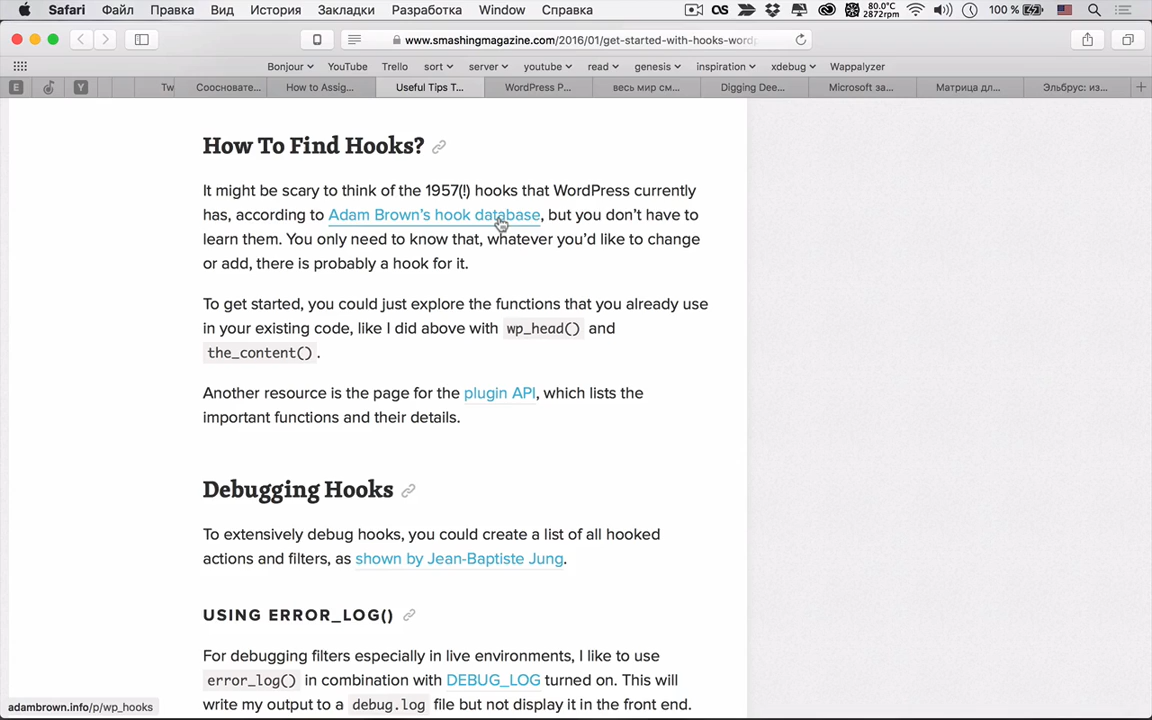 Safari Файл Правка Вид История Закладки Разработка Window Справка 80.0°C 2872rpm 100 %
www.smashingmagazine.com/2016/01/get-started-with-hooks-wordp
Bonjour YouTube Trello sort server youtube read genesis inspiration xdebug Wappalyzer
E Y Tw Сосновате... How to Assig... Useful Tips T... WordPress P... весь мир см... Digging Dee... Microsoft за... Матрица дл... Эльбрус: из...
How To Find Hooks?
It might be scary to think of the 1957(!) hooks that WordPress currently
has, according to Adam Brown’s hook database, but you don’t have to
learn them. You only need to know that, whatever you’d like to change
or add, there is probably a hook for it.
To get started, you could just explore the functions that you already use
in your existing code, like I did above with wp_head() and
the_content().
Another resource is the page for the plugin API, which lists the
important functions and their details.
Debugging Hooks
To extensively debug hooks, you could create a list of all hooked
actions and filters, as shown by Jean-Baptiste Jung.
USING ERROR_LOG()
For debugging filters especially in live environments, I like to use
error_log() in combination with DEBUG_LOG turned on. This will
write my output to a debug.log file but not display it in the front end.
adambrown.info/p/wp_hooks